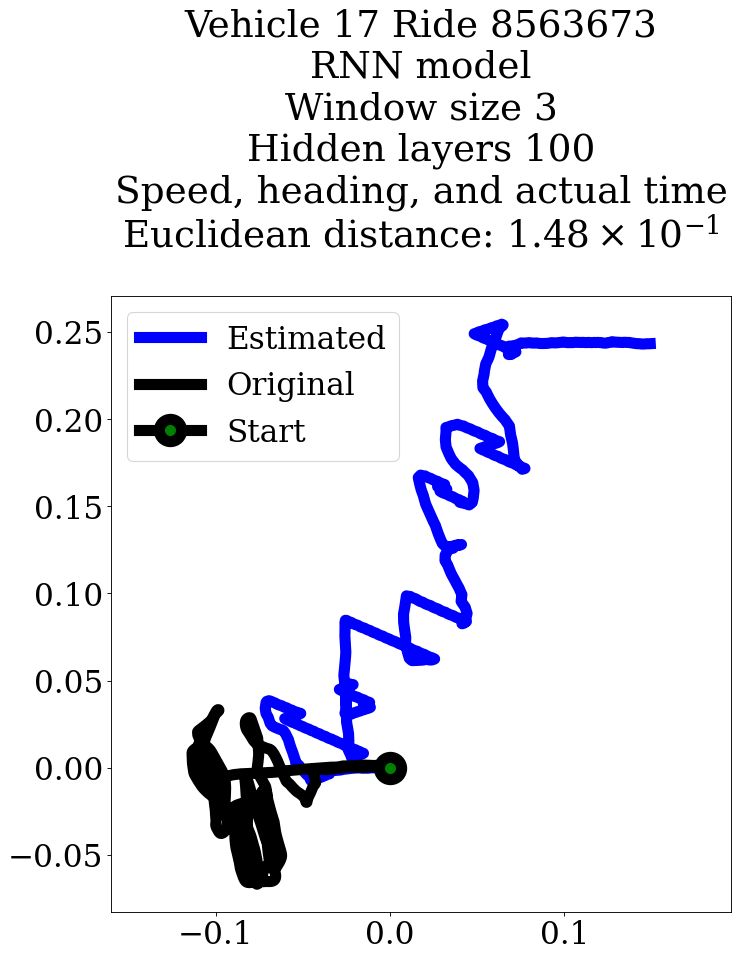 Vehicle 17 Ride 8563673
RNN model
Window size 3
Hidden layers 100
Speed, heading, and actual time
Euclidean distance: 1.48 × 10⁻¹
Estimated
Original
Start
0.25
0.20
0.15
0.10
0.05
0.00
−0.05
−0.1
0.0
0.1